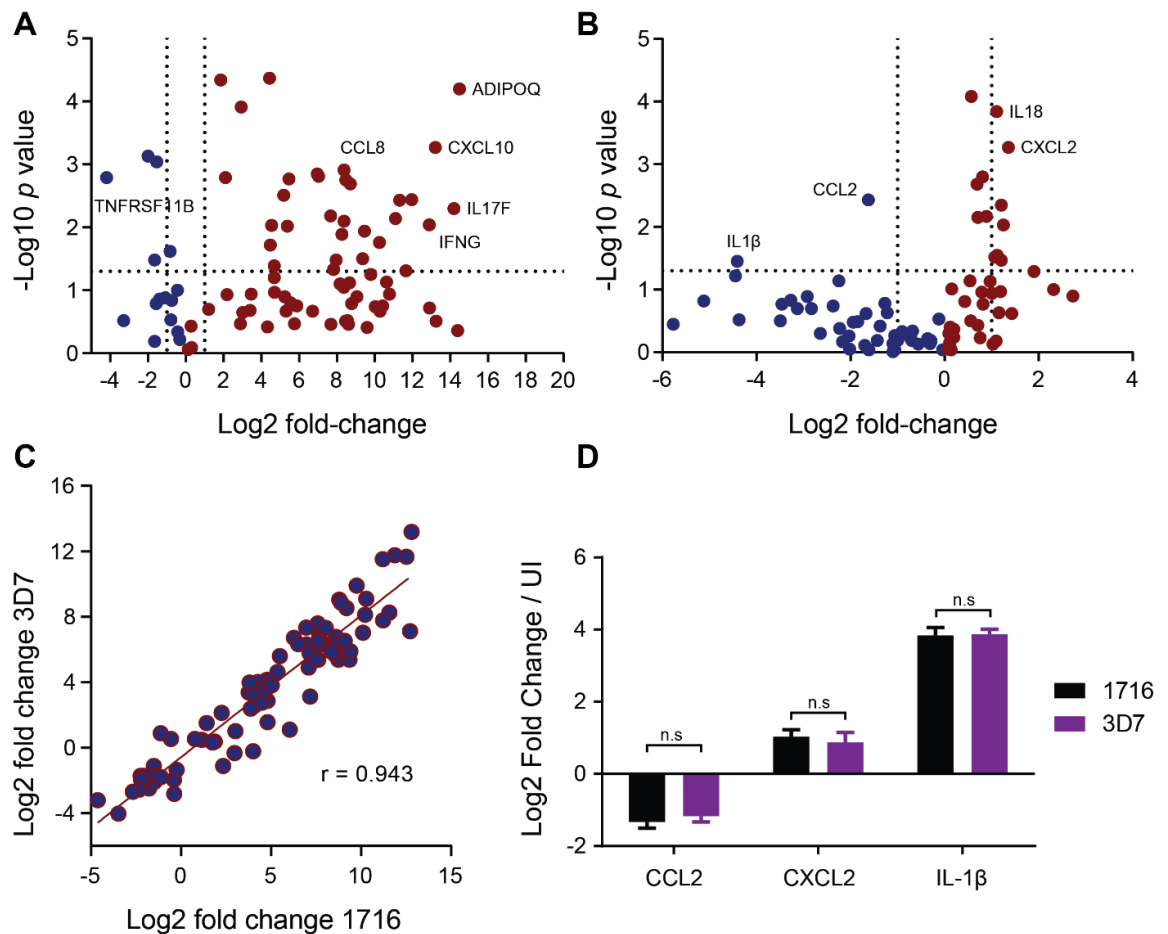 A
5
4
3
2
1
0
-Log10 p value
ADIPOQ
CCL8
CXCL10
TNFRSF11B
IL17F
IFNG
-4 -2 0 2 4 6 8 10 12 14 16 18 20
Log2 fold-change
B
5
4
3
2
1
0
-Log10 p value
IL18
CXCL2
CCL2
IL1β
-6 -4 -2 0 2 4
Log2 fold-change
C
16
12
8
4
0
-4
Log2 fold change 3D7
r = 0.943
-5 0 5 10 15
Log2 fold change 1716
D
6
4
2
0
-2
Log2 Fold Change / UI
n.s
n.s
n.s
1716
3D7
CCL2 CXCL2 IL-1β